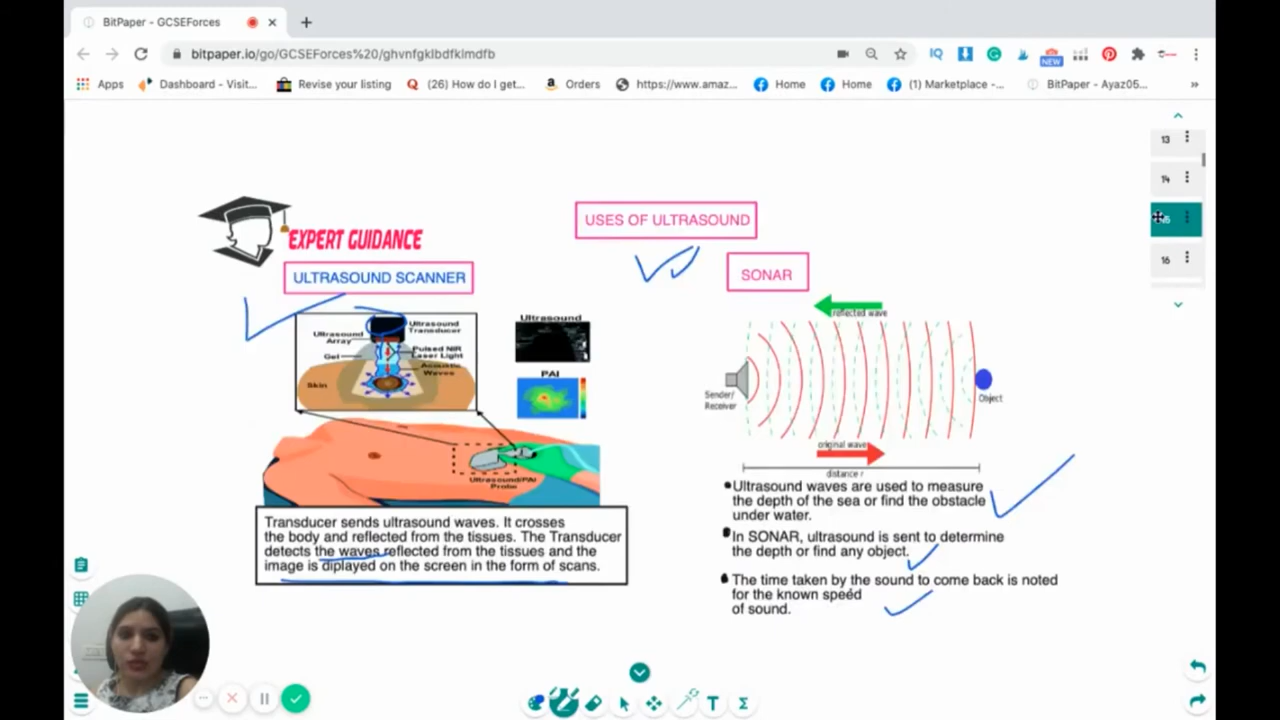 BitPaper - GCSEForces
bitpaper.io/go/GCSEForces%20/ghvnfgklbdfklmdfb
Apps
Dashboard - Visit...
Revise your listing
(26) How do I get...
Orders
https://www.amaz...
Home
Home
(1) Marketplace -...
BitPaper - Ayaz05...
»
IQ
NEW
13
14
16
EXPERT GUIDANCE
USES OF ULTRASOUND
ULTRASOUND SCANNER
SONAR
Ultrasound
Transducer
Ultrasound
Array
Gel
Pulsed NIR
Laser Light
Acoustic
Waves
Skin
Ultrasound
PAI
Ultrasound/PAI
Probe
Transducer sends ultrasound waves. It crosses
the body and reflected from the tissues. The Transducer
detects the waves reflected from the tissues and the
image is diplayed on the screen in the form of scans.
reflected wave
Sender/
Receiver
Object
original wave
distance r
•Ultrasound waves are used to measure
the depth of the sea or find the obstacle
under water.
•In SONAR, ultrasound is sent to determine
the depth or find any object.
• The time taken by the sound to come back is noted
for the known speed
of sound.
T
Σ